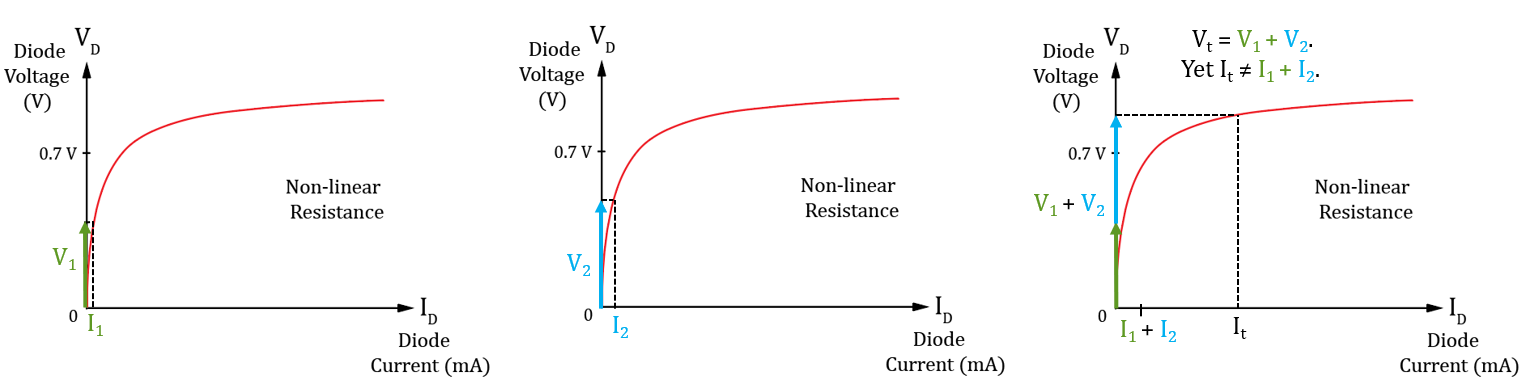 V_D
Diode
Voltage
(V)
0.7 V
Non-linear
Resistance
V_1
0
I_1
I_D
Diode
Current (mA)
V_D
Diode
Voltage
(V)
0.7 V
Non-linear
Resistance
V_2
0
I_2
I_D
Diode
Current (mA)
V_D
Diode
Voltage
(V)
V_t = V_1 + V_2.
Yet I_t ≠ I_1 + I_2.
0.7 V
Non-linear
Resistance
V_1 + V_2
0
I_1 + I_2
I_t
I_D
Diode
Current (mA)